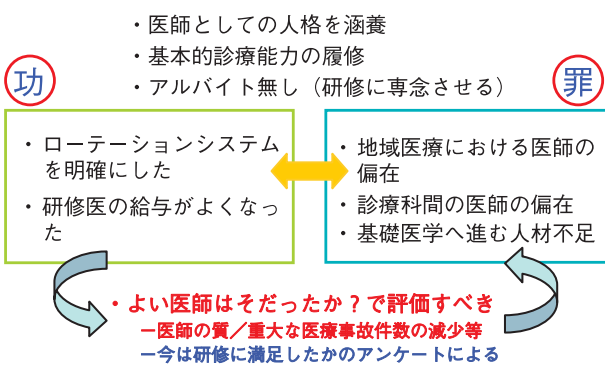 ・医師としての人格を涵養
・基本的診療能力の履修
・アルバイト無し（研修に専念させる）
功
罪
・ローテーションシステム
を明確にした
・研修医の給与がよくなっ
た
・地域医療における医師の
偏在
・診療科間の医師の偏在
・基礎医学へ進む人材不足
・よい医師はそだったか？で評価すべき
－医師の質／重大な医療事故件数の減少等
－今は研修に満足したかのアンケートによる